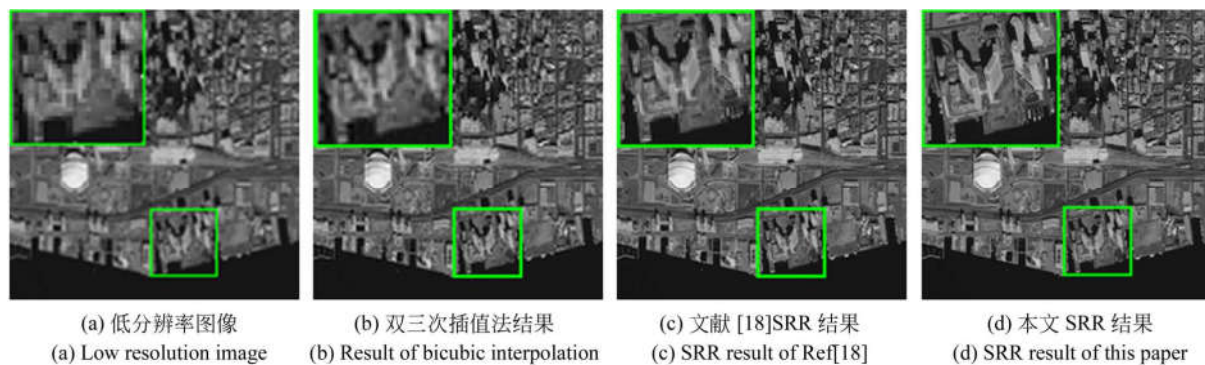 (a) 低分辨率图像
(a) Low resolution image
(b) 双三次插值法结果
(b) Result of bicubic interpolation
(c) 文献 [18]SRR 结果
(c) SRR result of Ref[18]
(d) 本文 SRR 结果
(d) SRR result of this paper